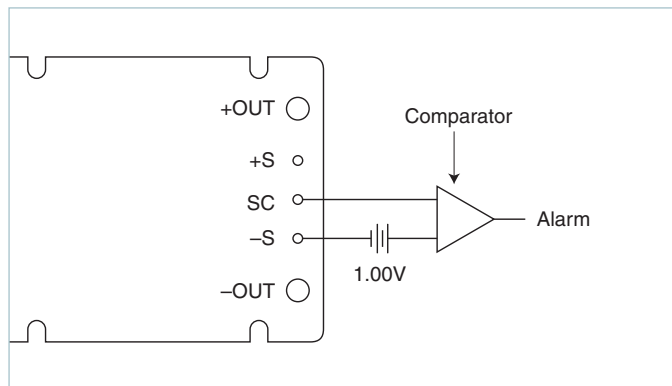 +OUT
Comparator
+S
SC
Alarm
–S
1.00V
–OUT